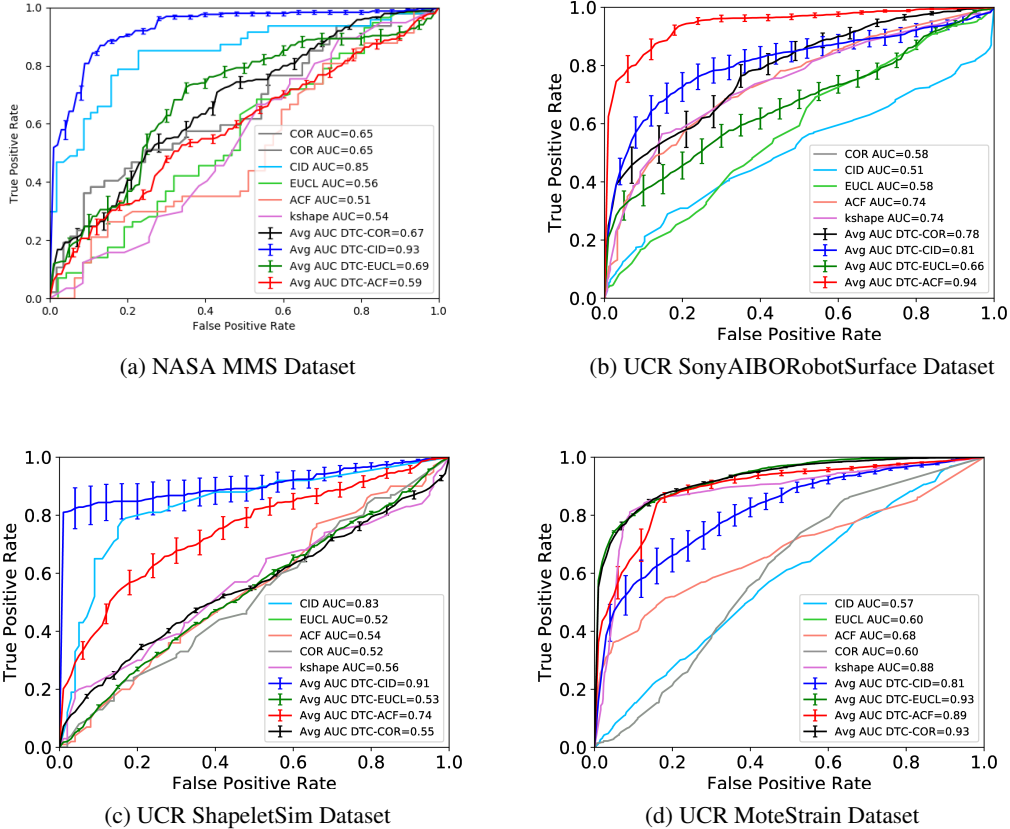 1.0
0.8
0.6
0.4
0.2
0.0
True Positive Rate
COR AUC=0.65
COR AUC=0.65
CID AUC=0.85
EUCL AUC=0.56
ACF AUC=0.51
kshape AUC=0.54
Avg AUC DTC-COR=0.67
Avg AUC DTC-CID=0.93
Avg AUC DTC-EUCL=0.69
Avg AUC DTC-ACF=0.59
0.0 0.2 0.4 0.6 0.8 1.0
False Positive Rate
(a) NASA MMS Dataset
1.0
0.8
0.6
0.4
0.2
0.0
True Positive Rate
COR AUC=0.58
CID AUC=0.51
EUCL AUC=0.58
ACF AUC=0.74
kshape AUC=0.74
Avg AUC DTC-COR=0.78
Avg AUC DTC-CID=0.81
Avg AUC DTC-EUCL=0.66
Avg AUC DTC-ACF=0.94
0.0 0.2 0.4 0.6 0.8 1.0
False Positive Rate
(b) UCR SonyAIBORobotSurface Dataset
1.0
0.8
0.6
0.4
0.2
0.0
True Positive Rate
CID AUC=0.83
EUCL AUC=0.52
ACF AUC=0.54
COR AUC=0.52
kshape AUC=0.56
Avg AUC DTC-CID=0.91
Avg AUC DTC-EUCL=0.53
Avg AUC DTC-ACF=0.74
Avg AUC DTC-COR=0.55
0.0 0.2 0.4 0.6 0.8 1.0
False Positive Rate
(c) UCR ShapeletSim Dataset
1.0
0.8
0.6
0.4
0.2
0.0
True Positive Rate
CID AUC=0.57
EUCL AUC=0.60
ACF AUC=0.68
COR AUC=0.60
kshape AUC=0.88
Avg AUC DTC-CID=0.81
Avg AUC DTC-EUCL=0.93
Avg AUC DTC-ACF=0.89
Avg AUC DTC-COR=0.93
0.0 0.2 0.4 0.6 0.8 1.0
False Positive Rate
(d) UCR MoteStrain Dataset